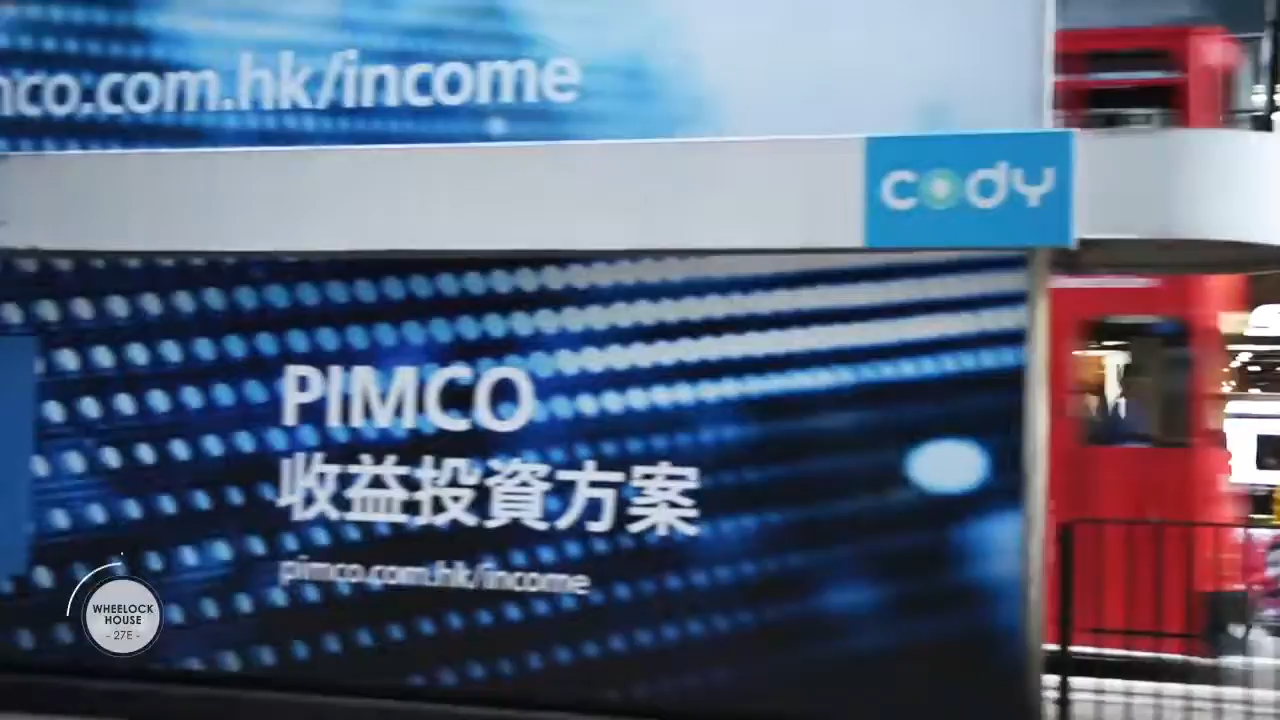 mco.com.hk/income
cody
PIMCO
收益投資方案
pimco.com.hk/income
WHEELOCK
HOUSE
- 27E -